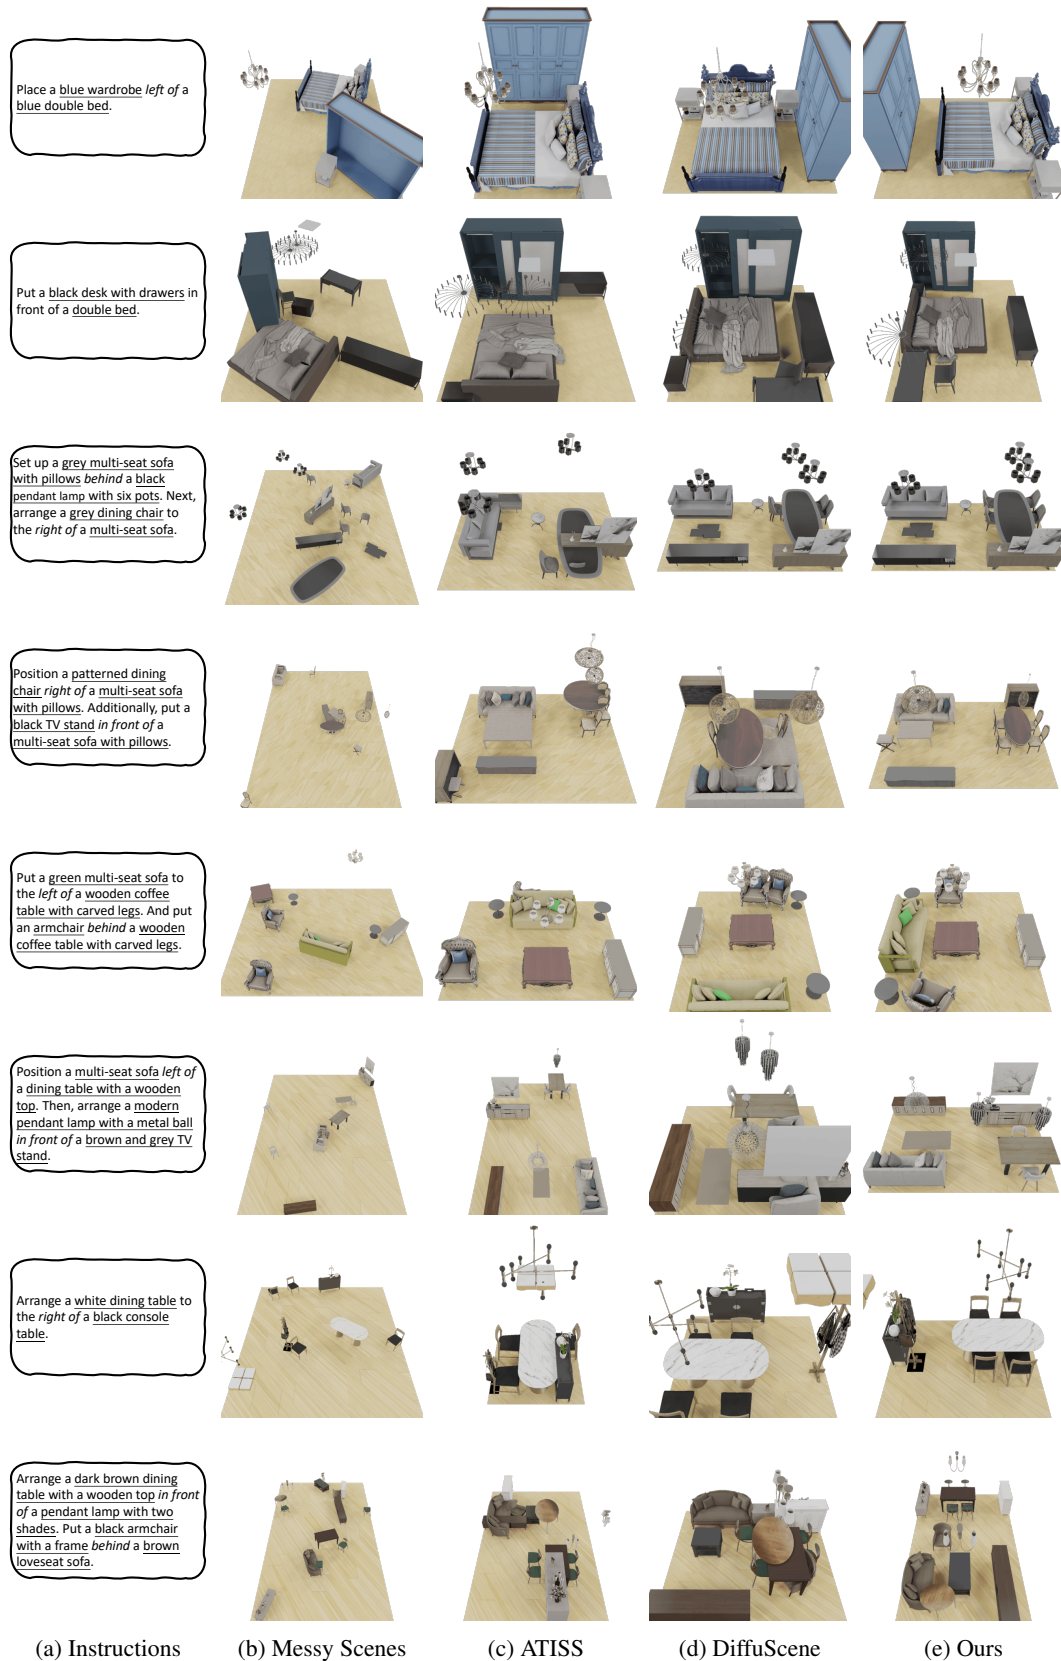 Place a blue wardrobe left of a
blue double bed.
Put a black desk with drawers in
front of a double bed.
Set up a grey multi-seat sofa
with pillows behind a black
pendant lamp with six pots. Next,
arrange a grey dining chair to
the right of a multi-seat sofa.
Position a patterned dining
chair right of a multi-seat sofa
with pillows. Additionally, put a
black TV stand in front of a
multi-seat sofa with pillows.
Put a green multi-seat sofa to
the left of a wooden coffee
table with carved legs. And put
an armchair behind a wooden
coffee table with carved legs.
Position a multi-seat sofa left of
a dining table with a wooden
top. Then, arrange a modern
pendant lamp with a metal ball
in front of a brown and grey TV
stand.
Arrange a white dining table to
the right of a black console
table.
Arrange a dark brown dining
table with a wooden top in front
of a pendant lamp with two
shades. Put a black armchair
with a frame behind a brown
loveseat sofa.
(a) Instructions
(b) Messy Scenes
(c) ATISS
(d) DiffuScene
(e) Ours